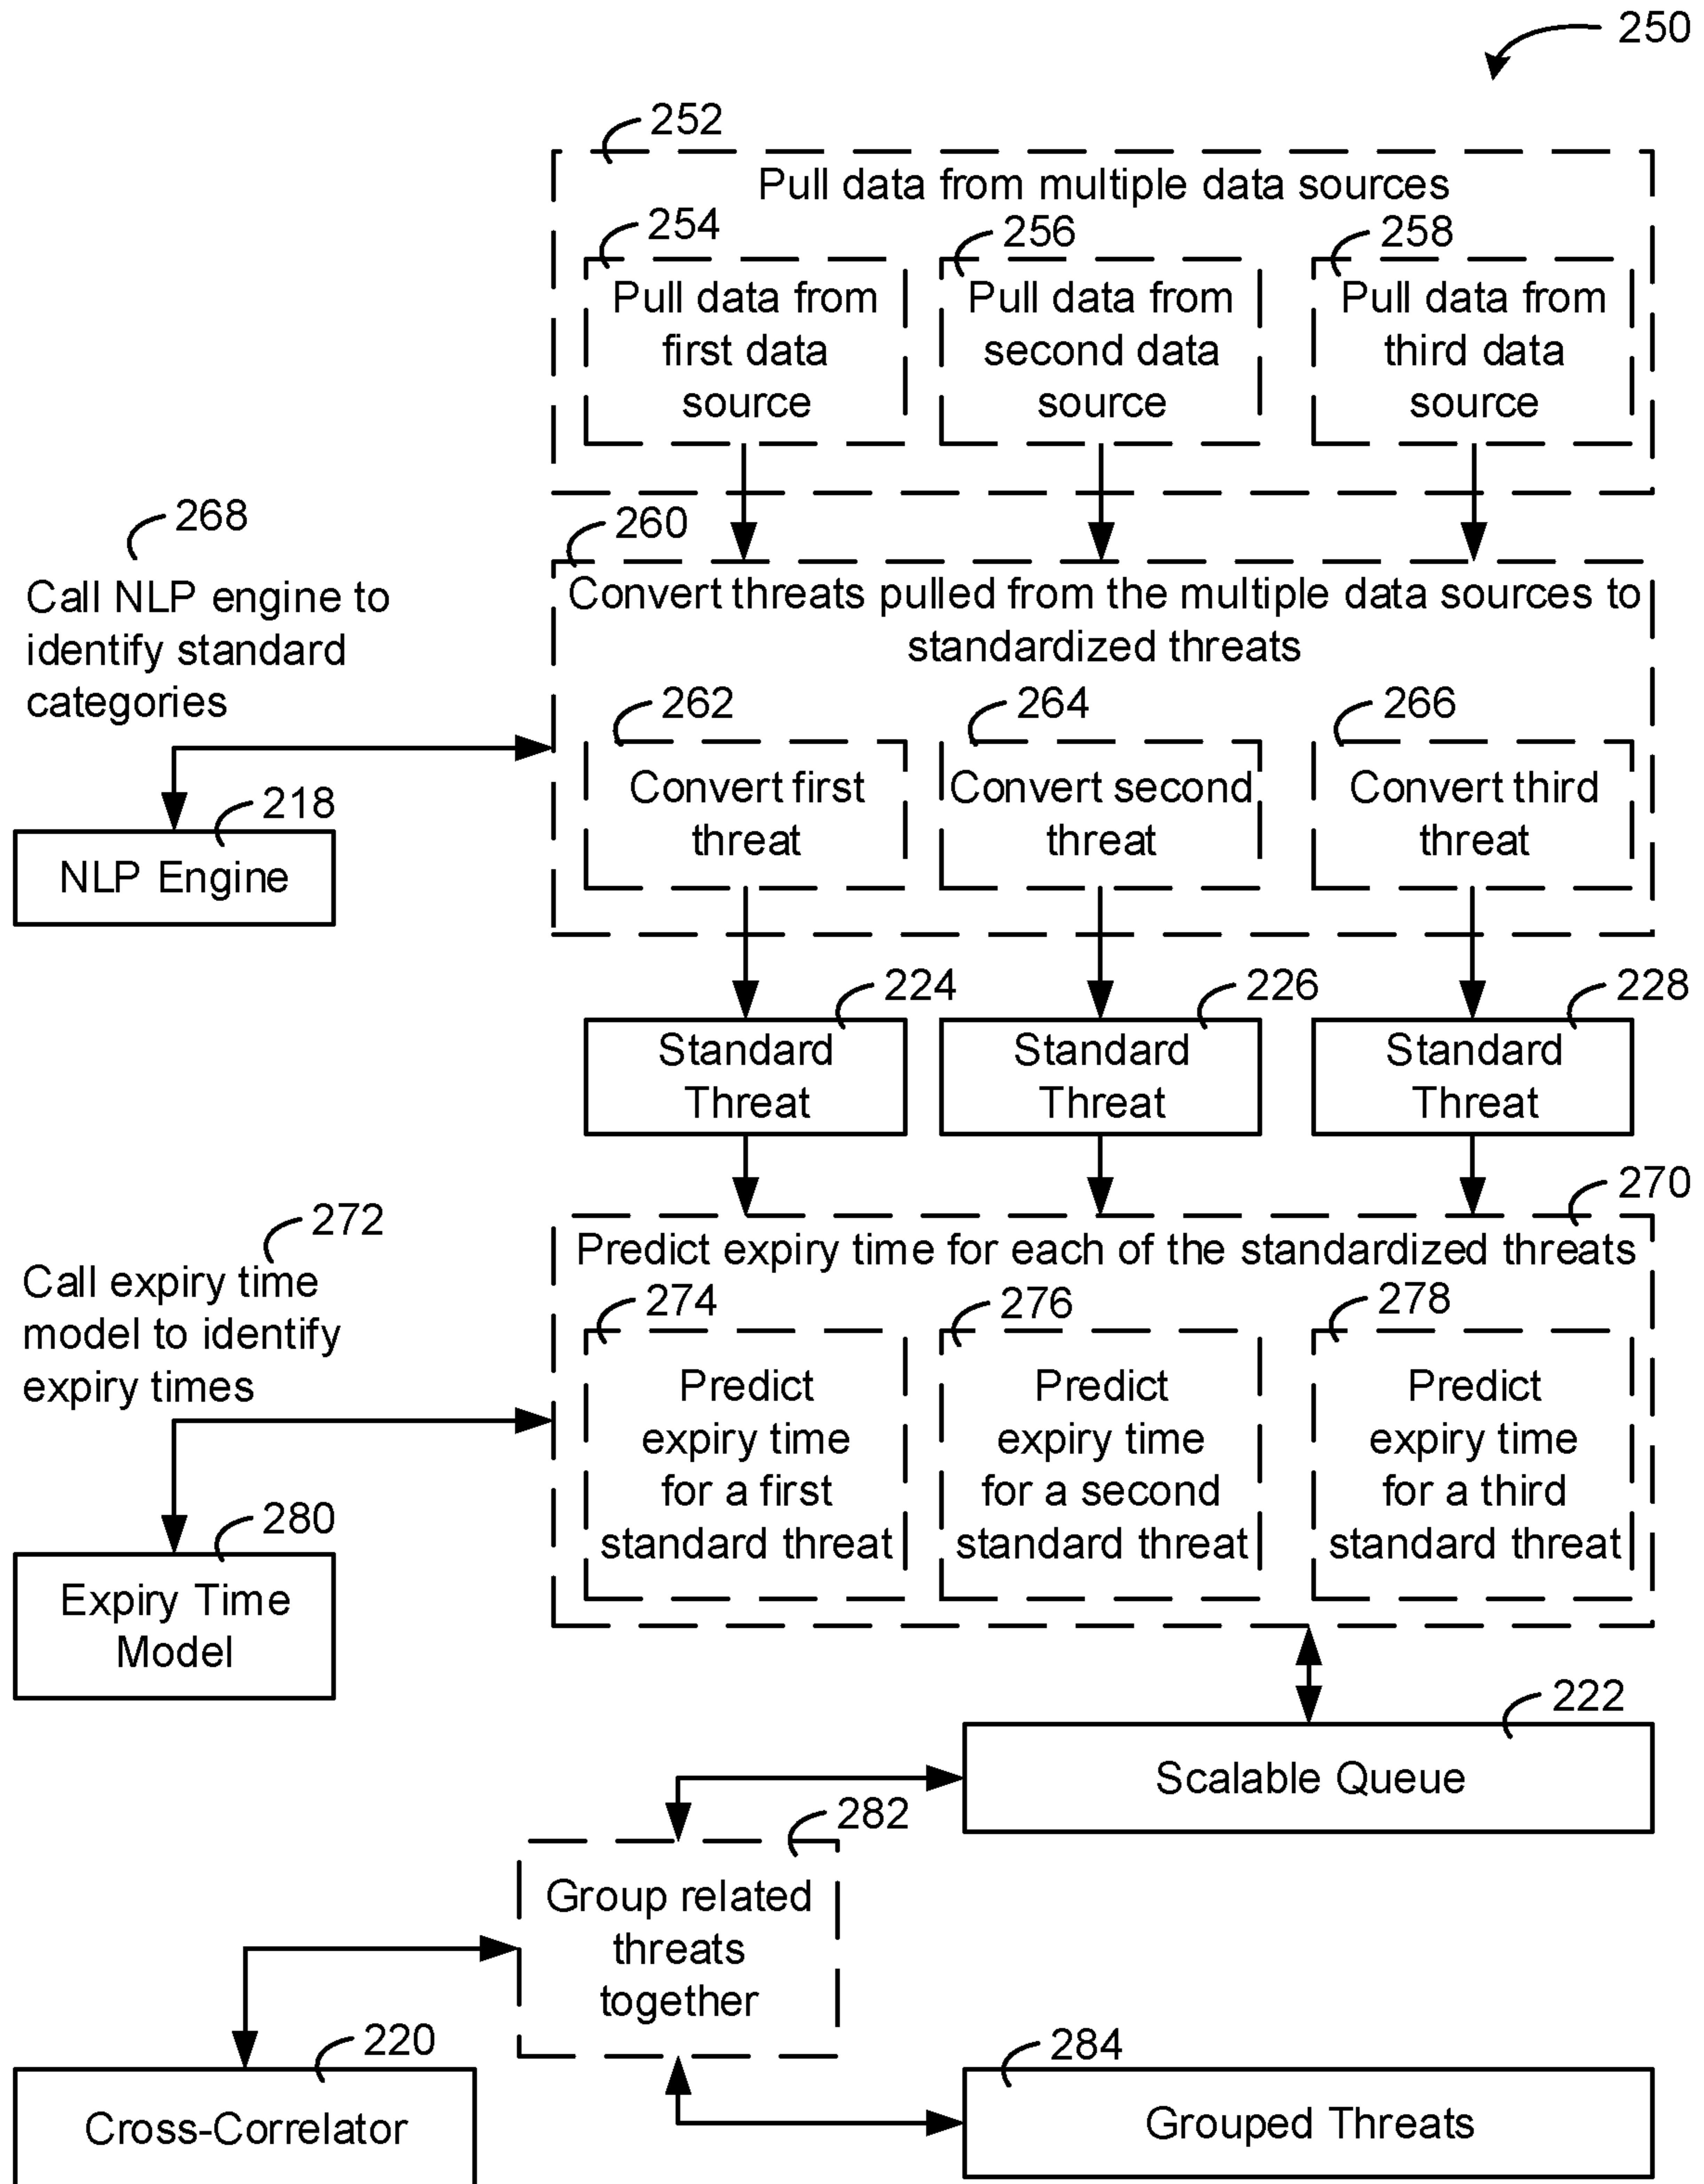 250
252
Pull data from multiple data sources
254
256
258
Pull data from
first data
source
Pull data from
second data
source
Pull data from
third data
source
268
Call NLP engine to
identify standard
categories
260
Convert threats pulled from the multiple data sources to
standardized threats
262
264
266
Convert first
threat
Convert second
threat
Convert third
threat
218
NLP Engine
224
226
228
Standard
Threat
Standard
Threat
Standard
Threat
270
272
Call expiry time
model to identify
expiry times
Predict expiry time for each of the standardized threats
274
276
278
Predict
expiry time
for a first
standard threat
Predict
expiry time
for a second
standard threat
Predict
expiry time
for a third
standard threat
280
Expiry Time
Model
222
Scalable Queue
282
Group related
threats
together
220
Cross-Correlator
284
Grouped Threats